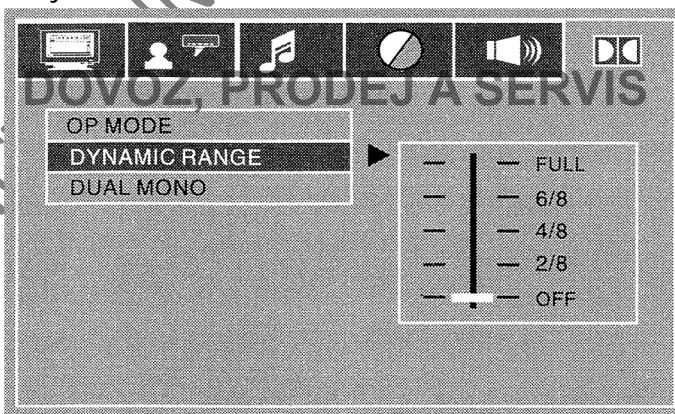 DOVOZ, PRODEJ A SERVIS
OP MODE
DYNAMIC RANGE
DUAL MONO
FULL
6/8
4/8
2/8
OFF